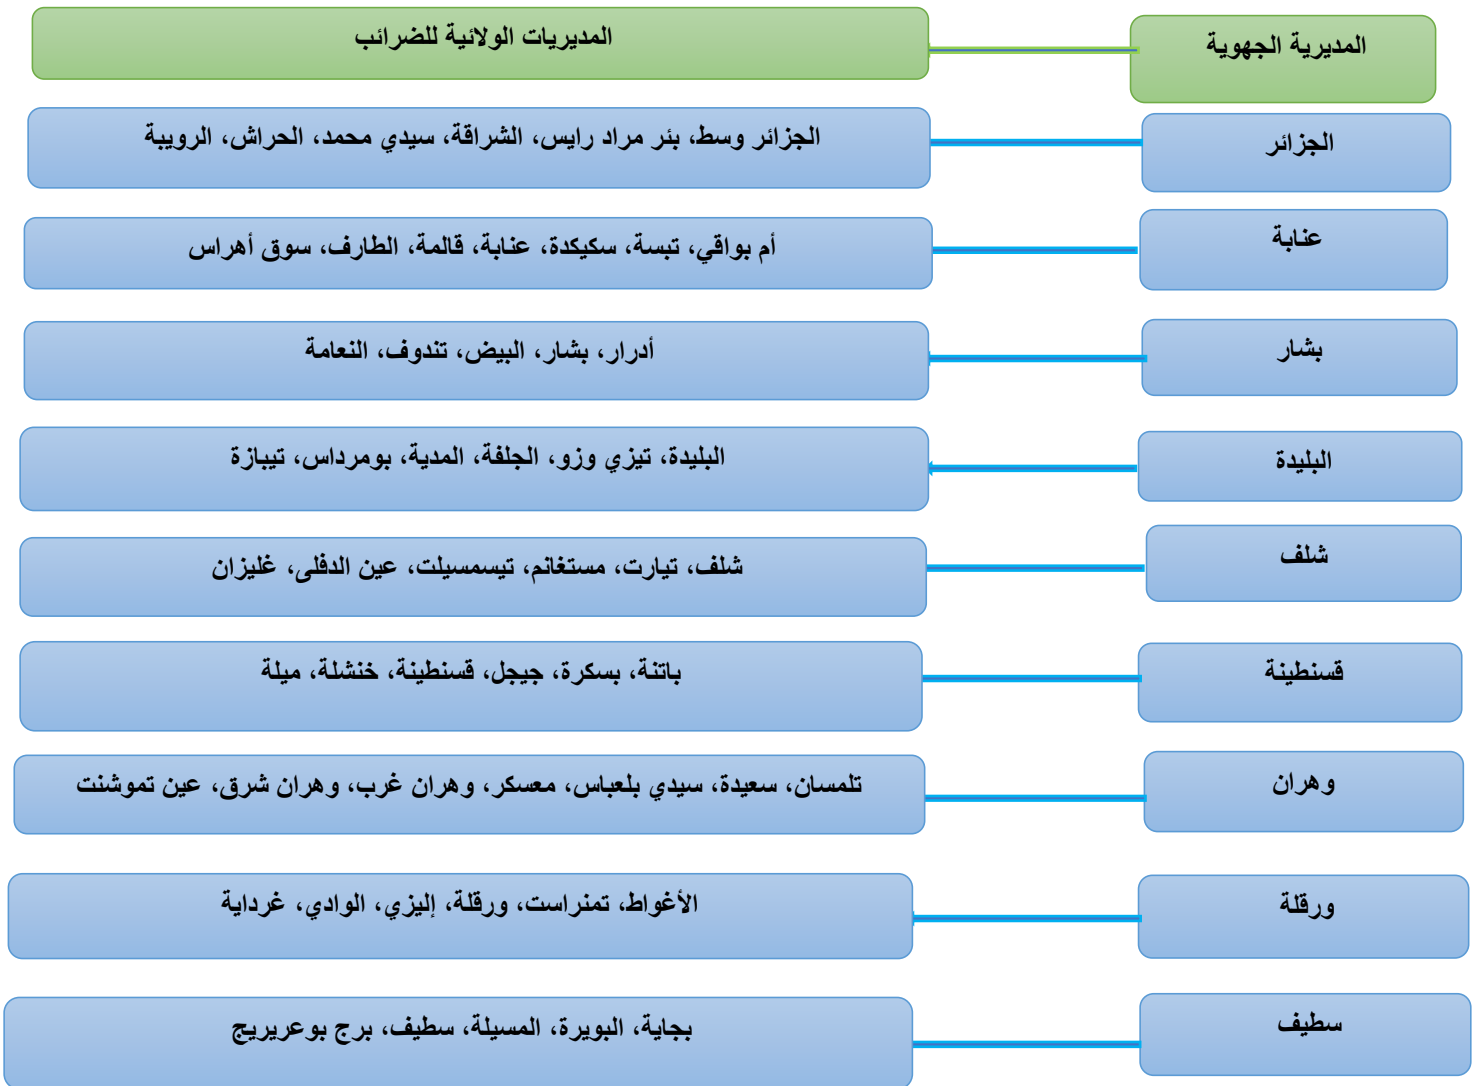 المديرية الجهوية
المديريات الولائية للضرائب
الجزائر
الجزائر وسط، بئر مراد رايس، الشراقة، سيدي محمد، الحراش، الرويبة
عنابة
أم بواقي، تبسة، سكيكدة، عنابة، قالمة، الطارف، سوق أهراس
بشار
أدرار، بشار، البيض، تندوف، النعامة
البليدة
البليدة، تيزي وزو، الجلفة، المدية، بومرداس، تيبازة
شلف
شلف، تيارت، مستغانم، تيسمسيلت، عين الدفلى، غليزان
قسنطينة
باتنة، بسكرة، جيجل، قسنطينة، خنشلة، ميلة
وهران
تلمسان، سعيدة، سيدي بلعباس، معسكر، وهران غرب، وهران شرق، عين تموشنت
ورقلة
الأغواط، تمنراست، ورقلة، إليزي، الوادي، غرداية
سطيف
بجاية، البويرة، المسيلة، سطيف، برج بوعريريج